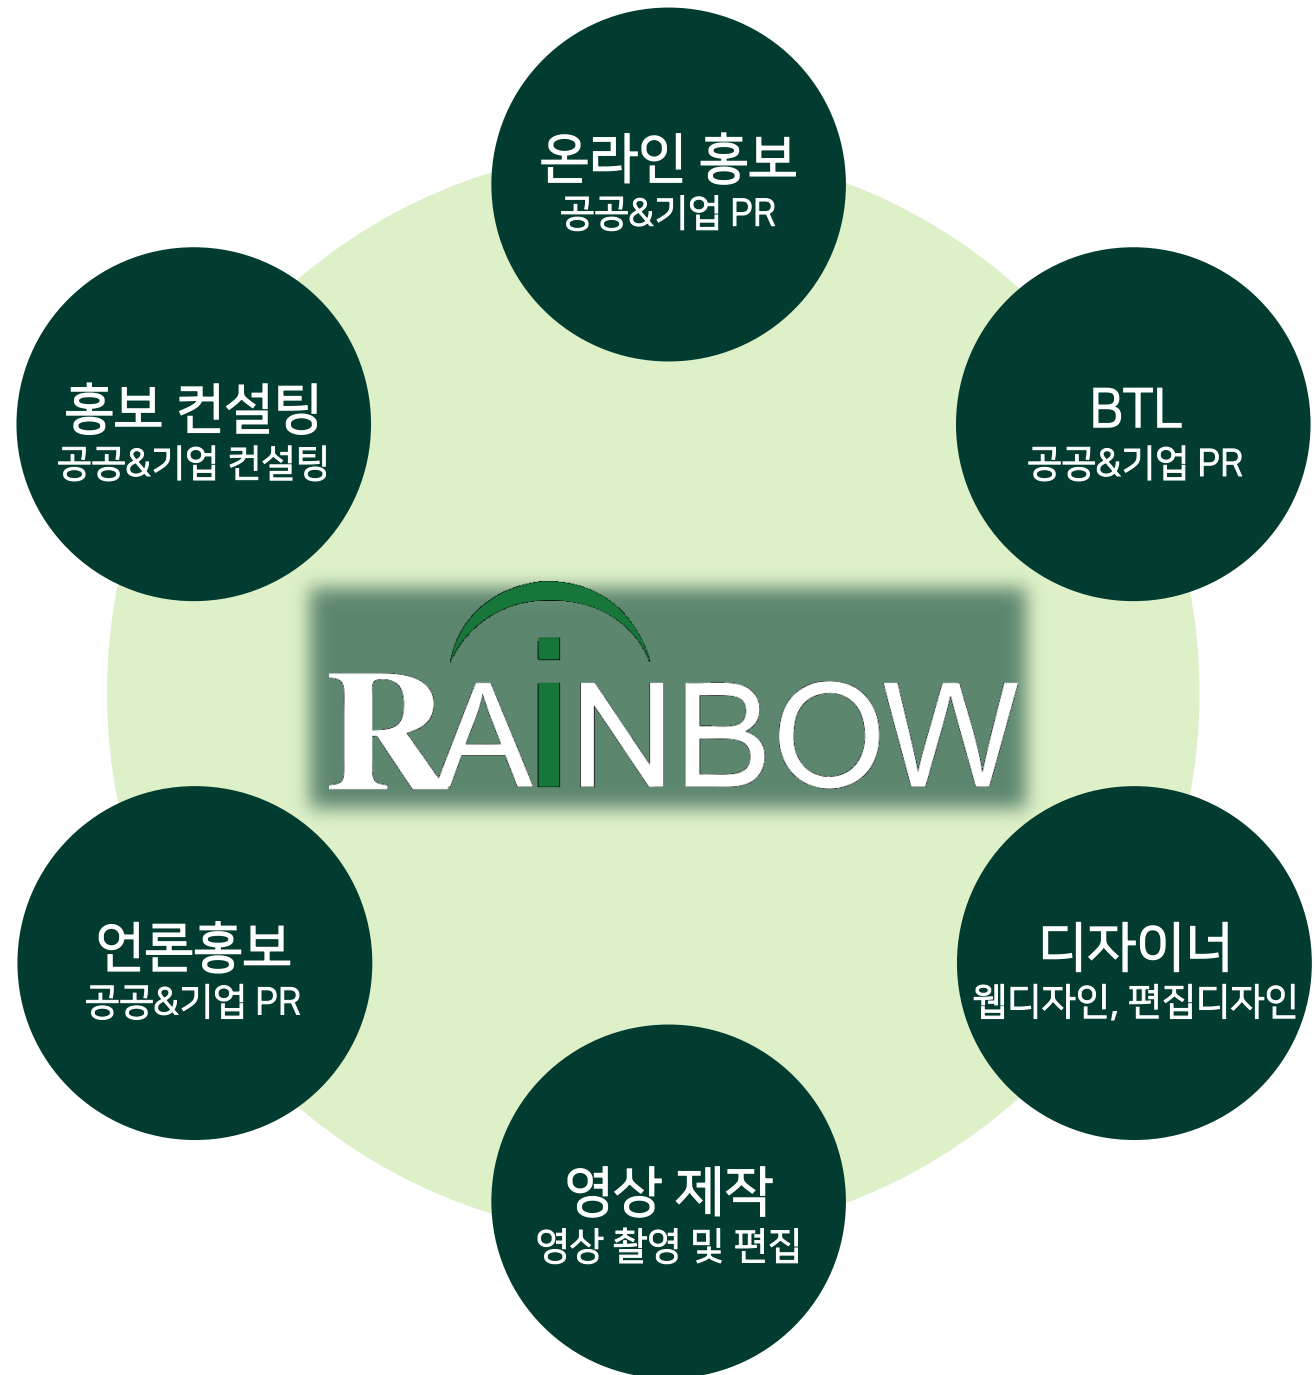 온라인 홍보
공공&기업 PR
홍보 컨설팅
공공&기업 컨설팅
BTL
공공&기업 PR
RAiNBOW
언론홍보
공공&기업 PR
디자이너
웹디자인, 편집디자인
영상 제작
영상 촬영 및 편집